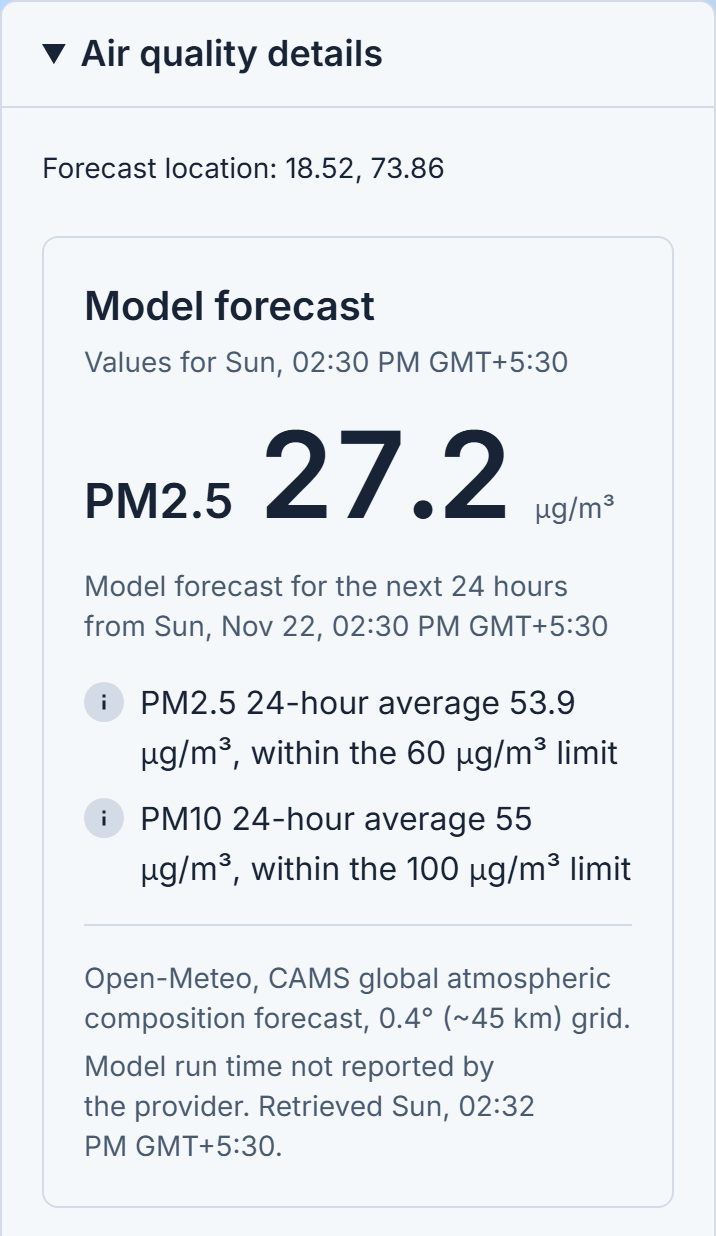 ▼ Air quality details
Forecast location: 18.52, 73.86
Model forecast
Values for Sun, 02:30 PM GMT+5:30
PM2.5 27.2 µg/m³
Model forecast for the next 24 hours
from Sun, Nov 22, 02:30 PM GMT+5:30
i PM2.5 24-hour average 53.9
µg/m³, within the 60 µg/m³ limit
i PM10 24-hour average 55
µg/m³, within the 100 µg/m³ limit
Open-Meteo, CAMS global atmospheric
composition forecast, 0.4° (~45 km) grid.
Model run time not reported by
the provider. Retrieved Sun, 02:32
PM GMT+5:30.